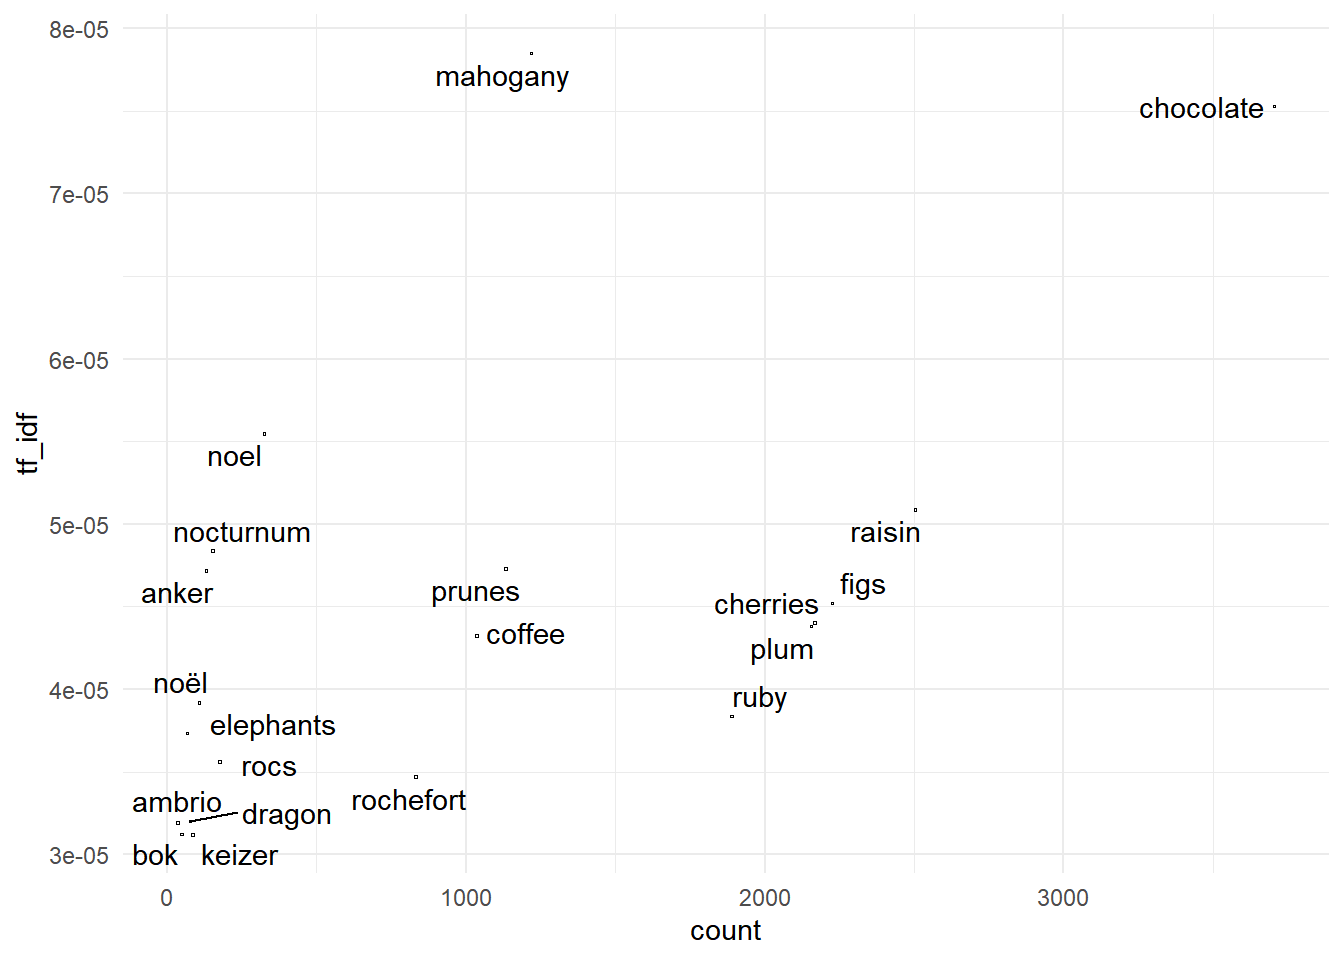 8e-05
mahogany
chocolate
7e-05
6e-05
tf_idf
noel
5e-05
nocturnum
raisin
anker
prunes
figs
cherries
coffee
plum
4e-05
noël
ruby
elephants
rocs
ambrio
dragon
rochefort
3e-05
bok
keizer
0
1000
2000
3000
count